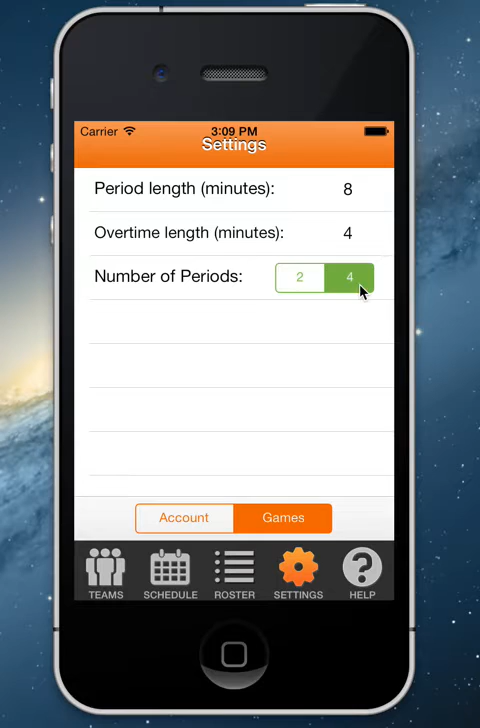 Carrier 3:09 PM
Settings
Period length (minutes): 8
Overtime length (minutes): 4
Number of Periods: 2 4
Account Games
TEAMS SCHEDULE ROSTER SETTINGS HELP